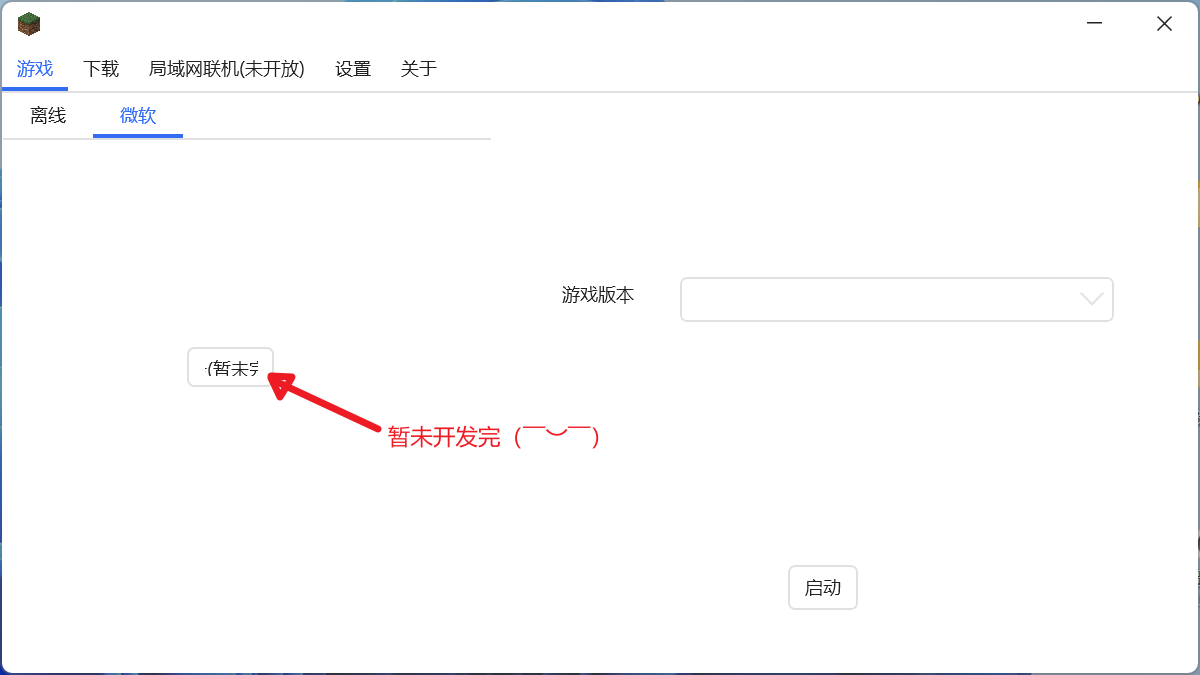 游戏 下载 局域网联机(未开放) 设置 关于
离线 微软
游戏版本
(暂未
暂未开发完（￣︶￣）
启动